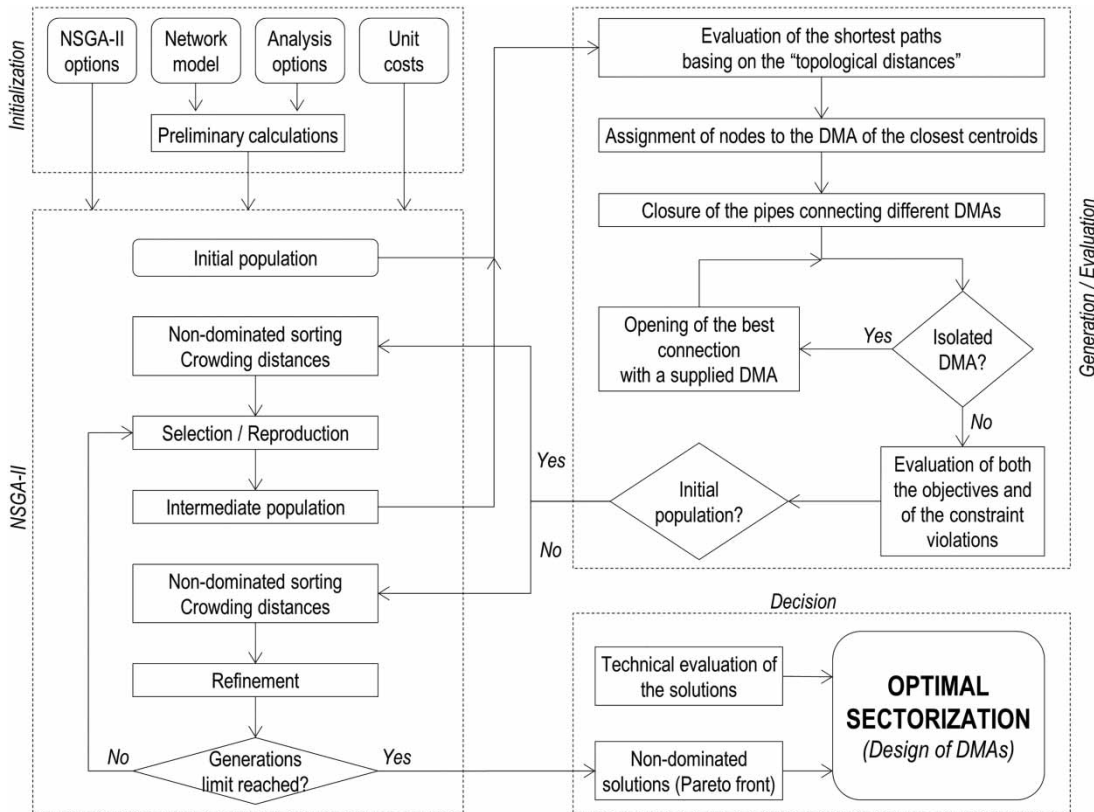 Initialization
NSGA-II
options
Network
model
Analysis
options
Unit
costs
Preliminary calculations
NSGA-II
Initial population
Non-dominated sorting
Crowding distances
Selection / Reproduction
Intermediate population
Non-dominated sorting
Crowding distances
Refinement
Generations
limit reached?
No
Yes
Generation / Evaluation
Evaluation of the shortest paths
basing on the “topological distances”
Assignment of nodes to the DMA of the closest centroids
Closure of the pipes connecting different DMAs
Opening of the best
connection
with a supplied DMA
Yes
Isolated
DMA?
No
Evaluation of both
the objectives and
of the constraint
violations
Initial
population?
Yes
No
Decision
Technical evaluation of
the solutions
Non-dominated
solutions (Pareto front)
OPTIMAL
SECTORIZATION
(Design of DMAs)